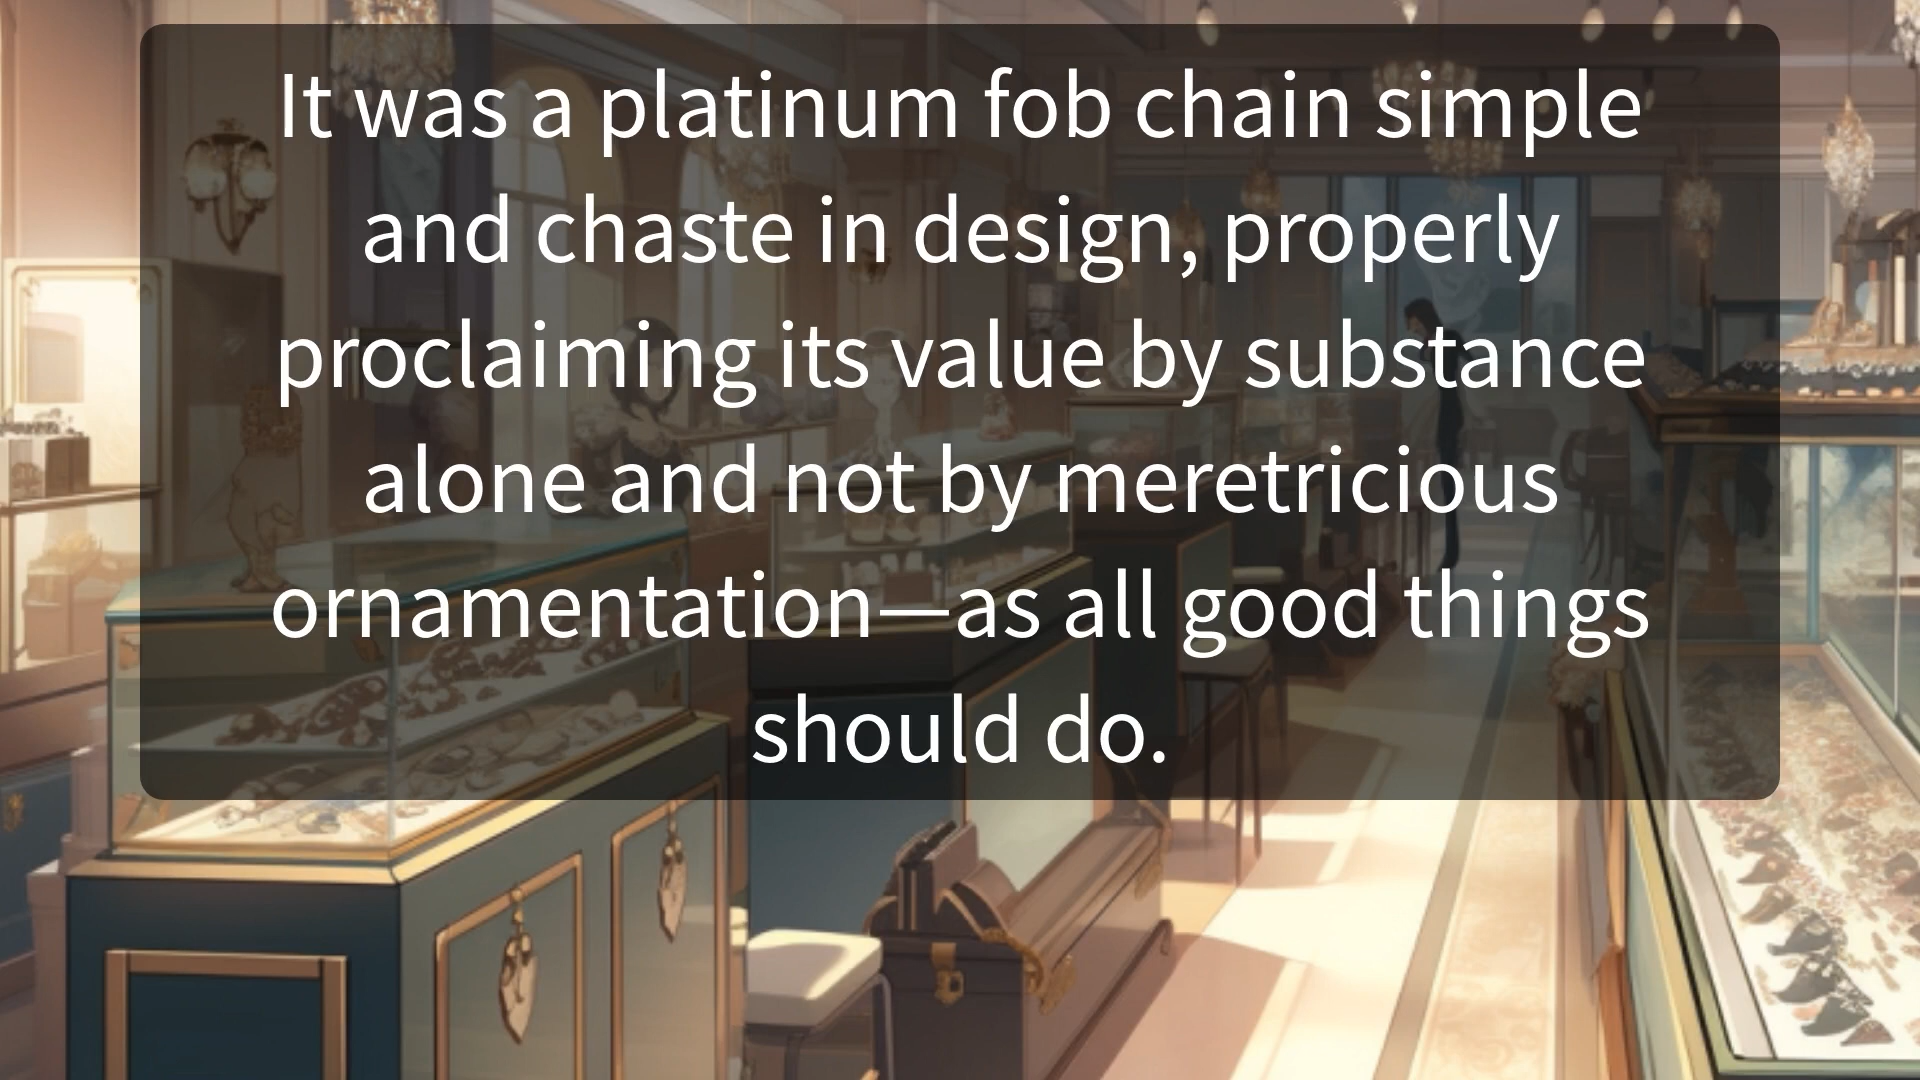 It was a platinum fob chain simple
and chaste in design, properly
proclaiming its value by substance
alone and not by meretricious
ornamentation—as all good things
should do.